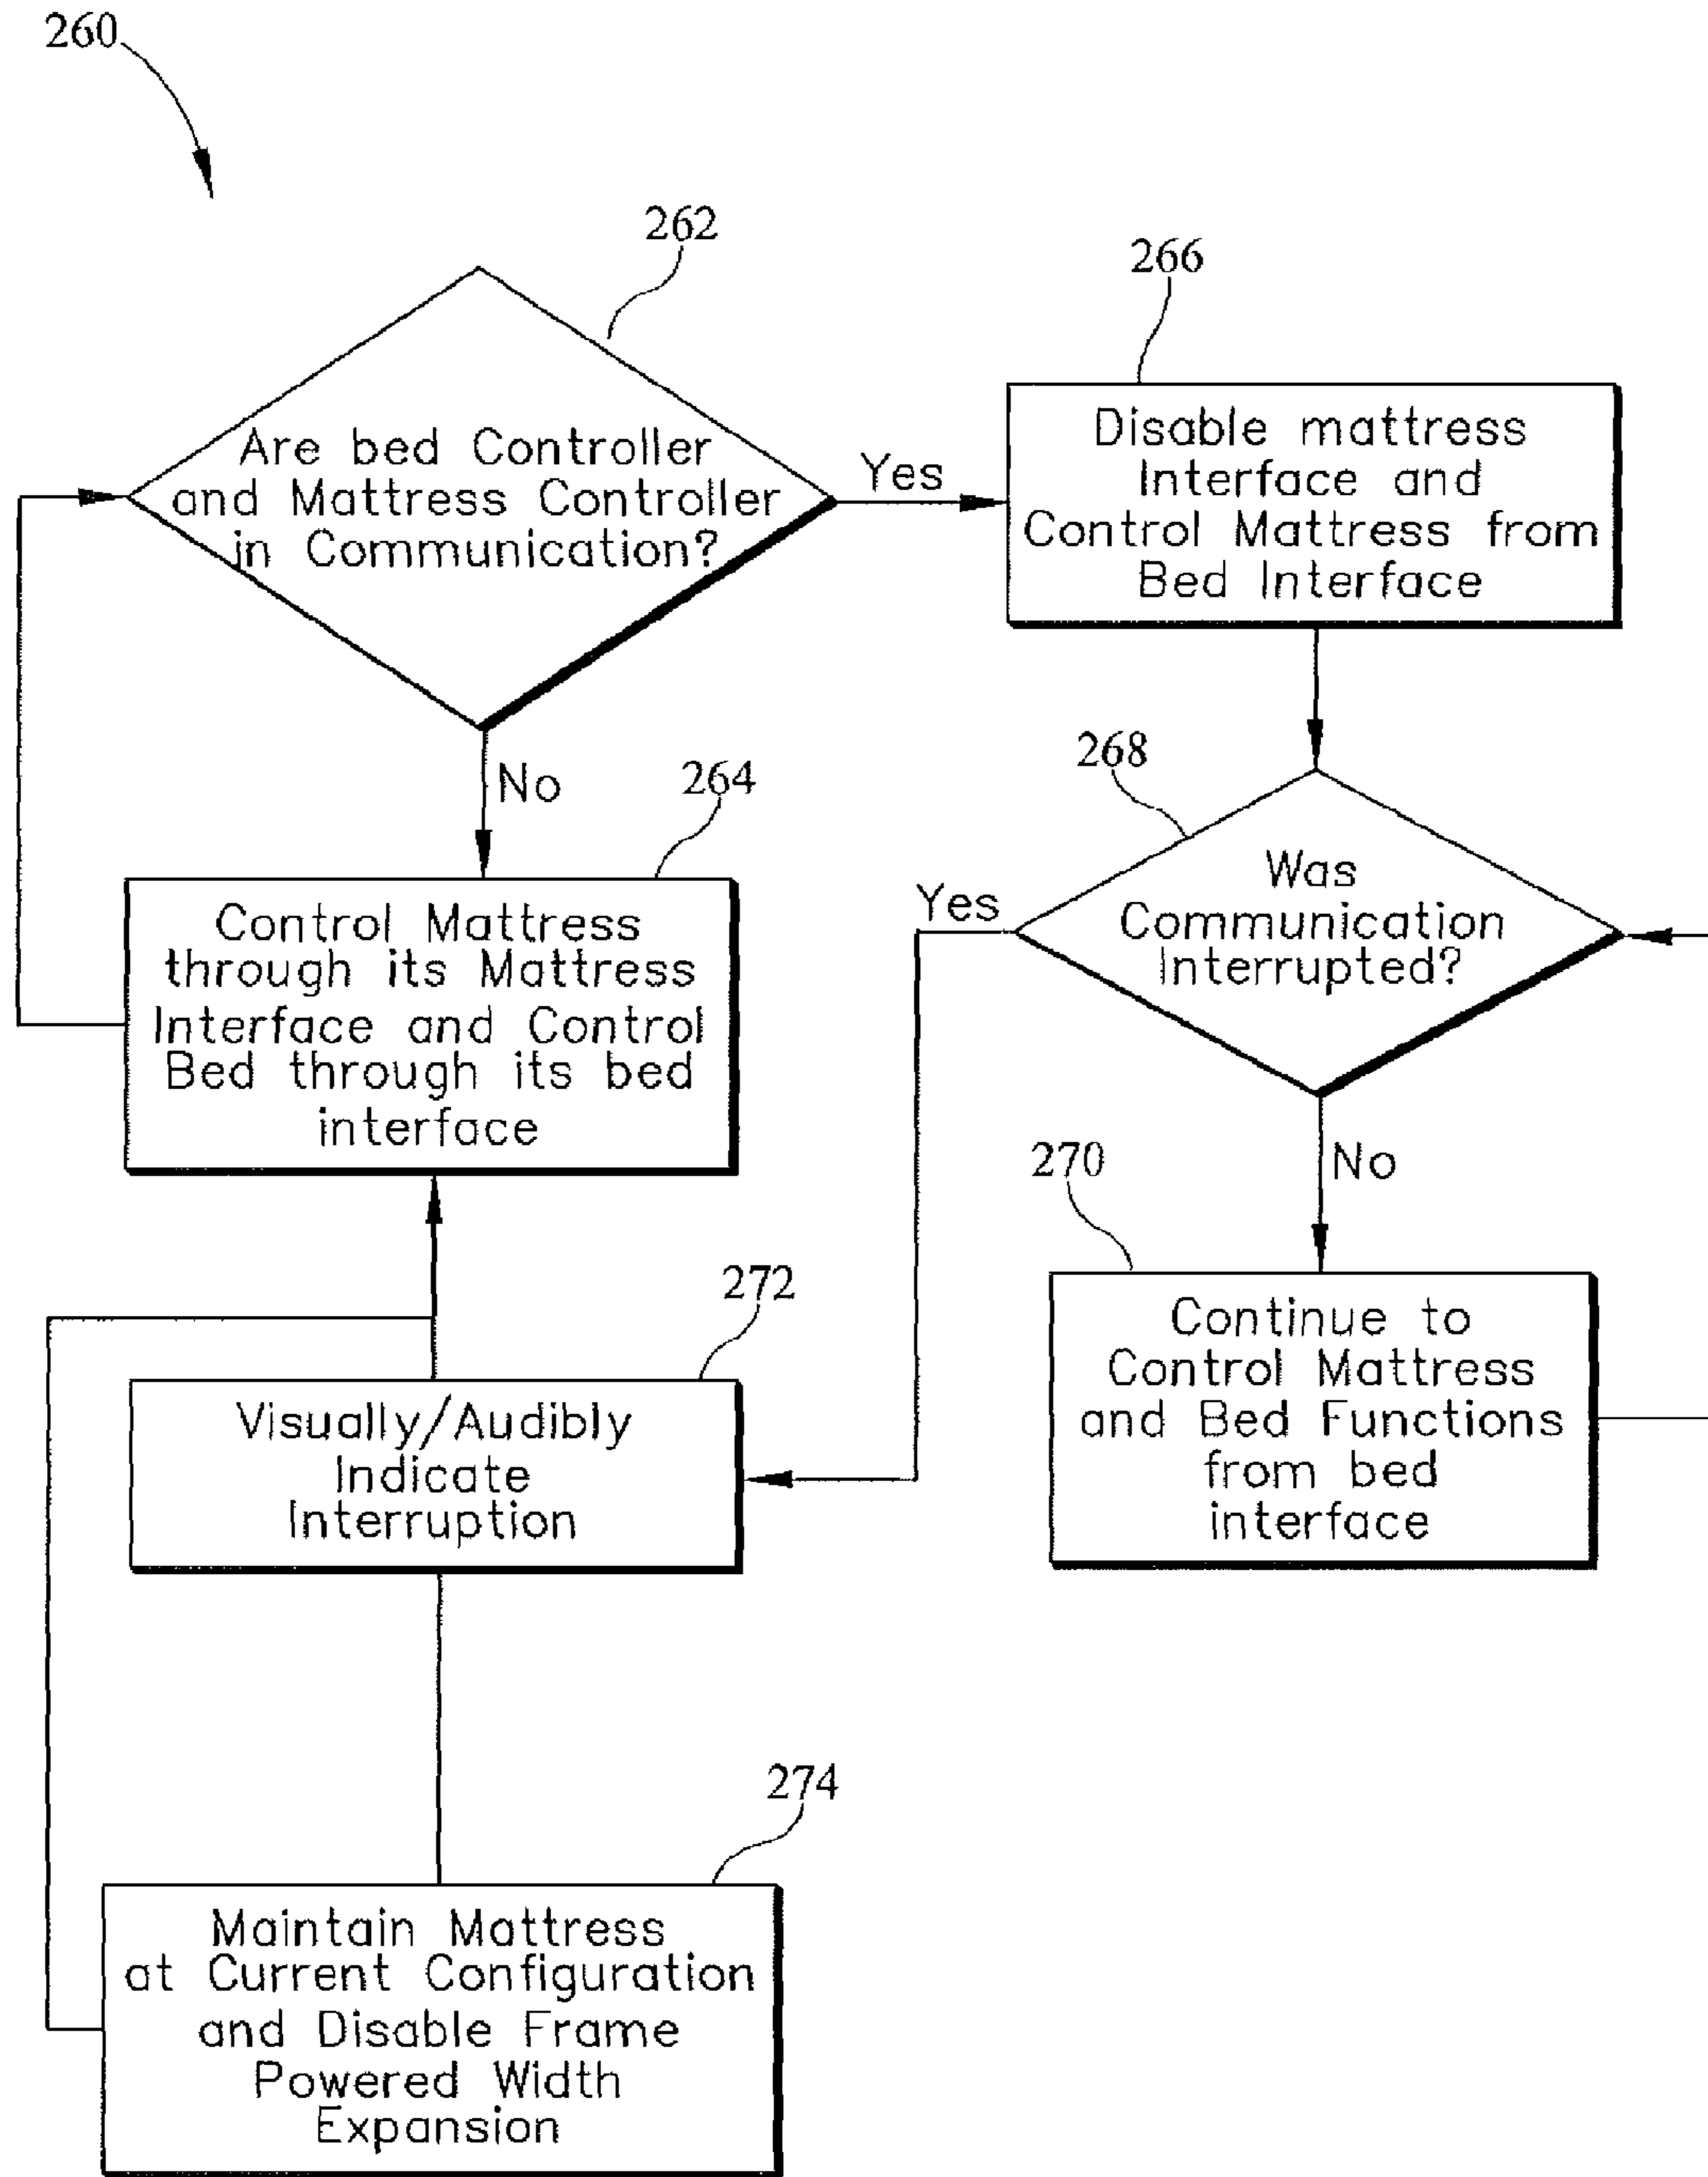 260
262
Are bed Controller
and Mattress Controller
in Communication?
Yes
No
266
Disable mattress
Interface and
Control Mattress from
Bed Interface
264
Control Mattress
through its Mattress
Interface and Control
Bed through its bed
interface
268
Was
Communication
Interrupted?
Yes
No
270
Continue to
Control Mattress
and Bed Functions
from bed
interface
272
Visually/Audibly
Indicate
Interruption
274
Maintain Mattress
at Current Configuration
and Disable Frame
Powered Width
Expansion